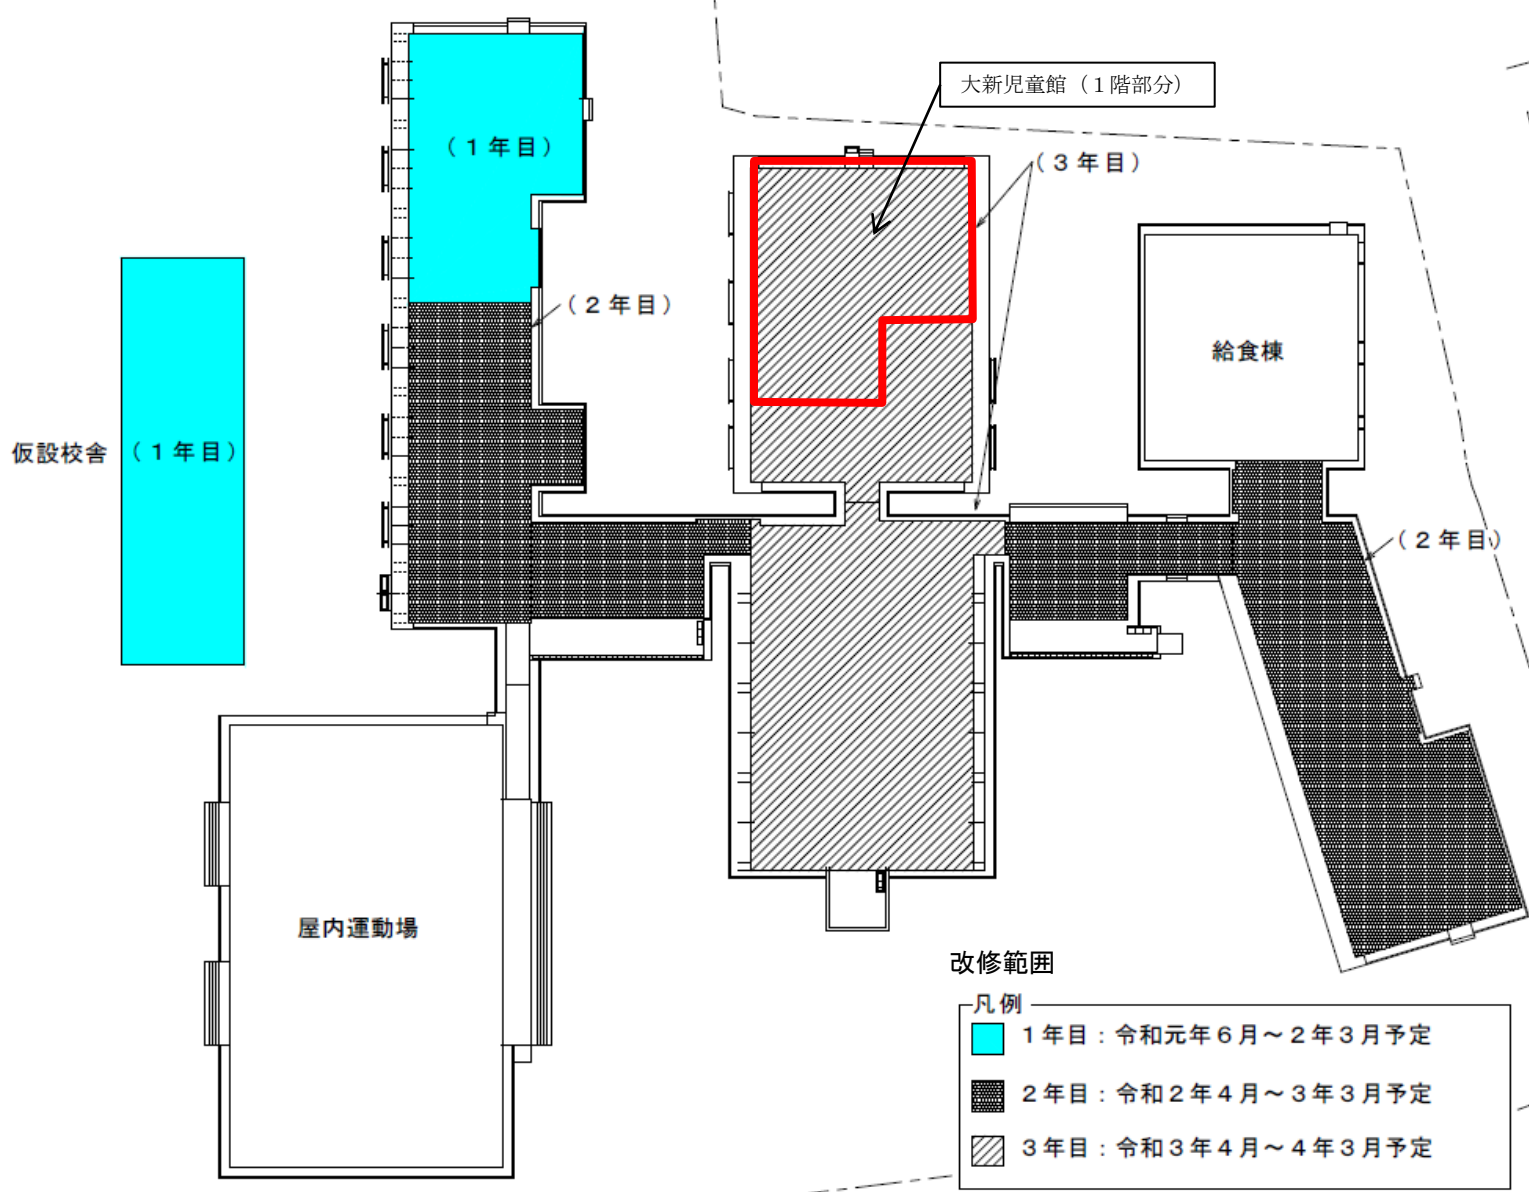 大新児童館（１階部分）
（１年目）
（３年目）
（２年目）
給食棟
仮設校舎
（１年目）
（２年目）
屋内運動場
改修範囲
凡例
１年目：令和元年６月～２年３月予定
２年目：令和２年４月～３年３月予定
３年目：令和３年４月～４年３月予定